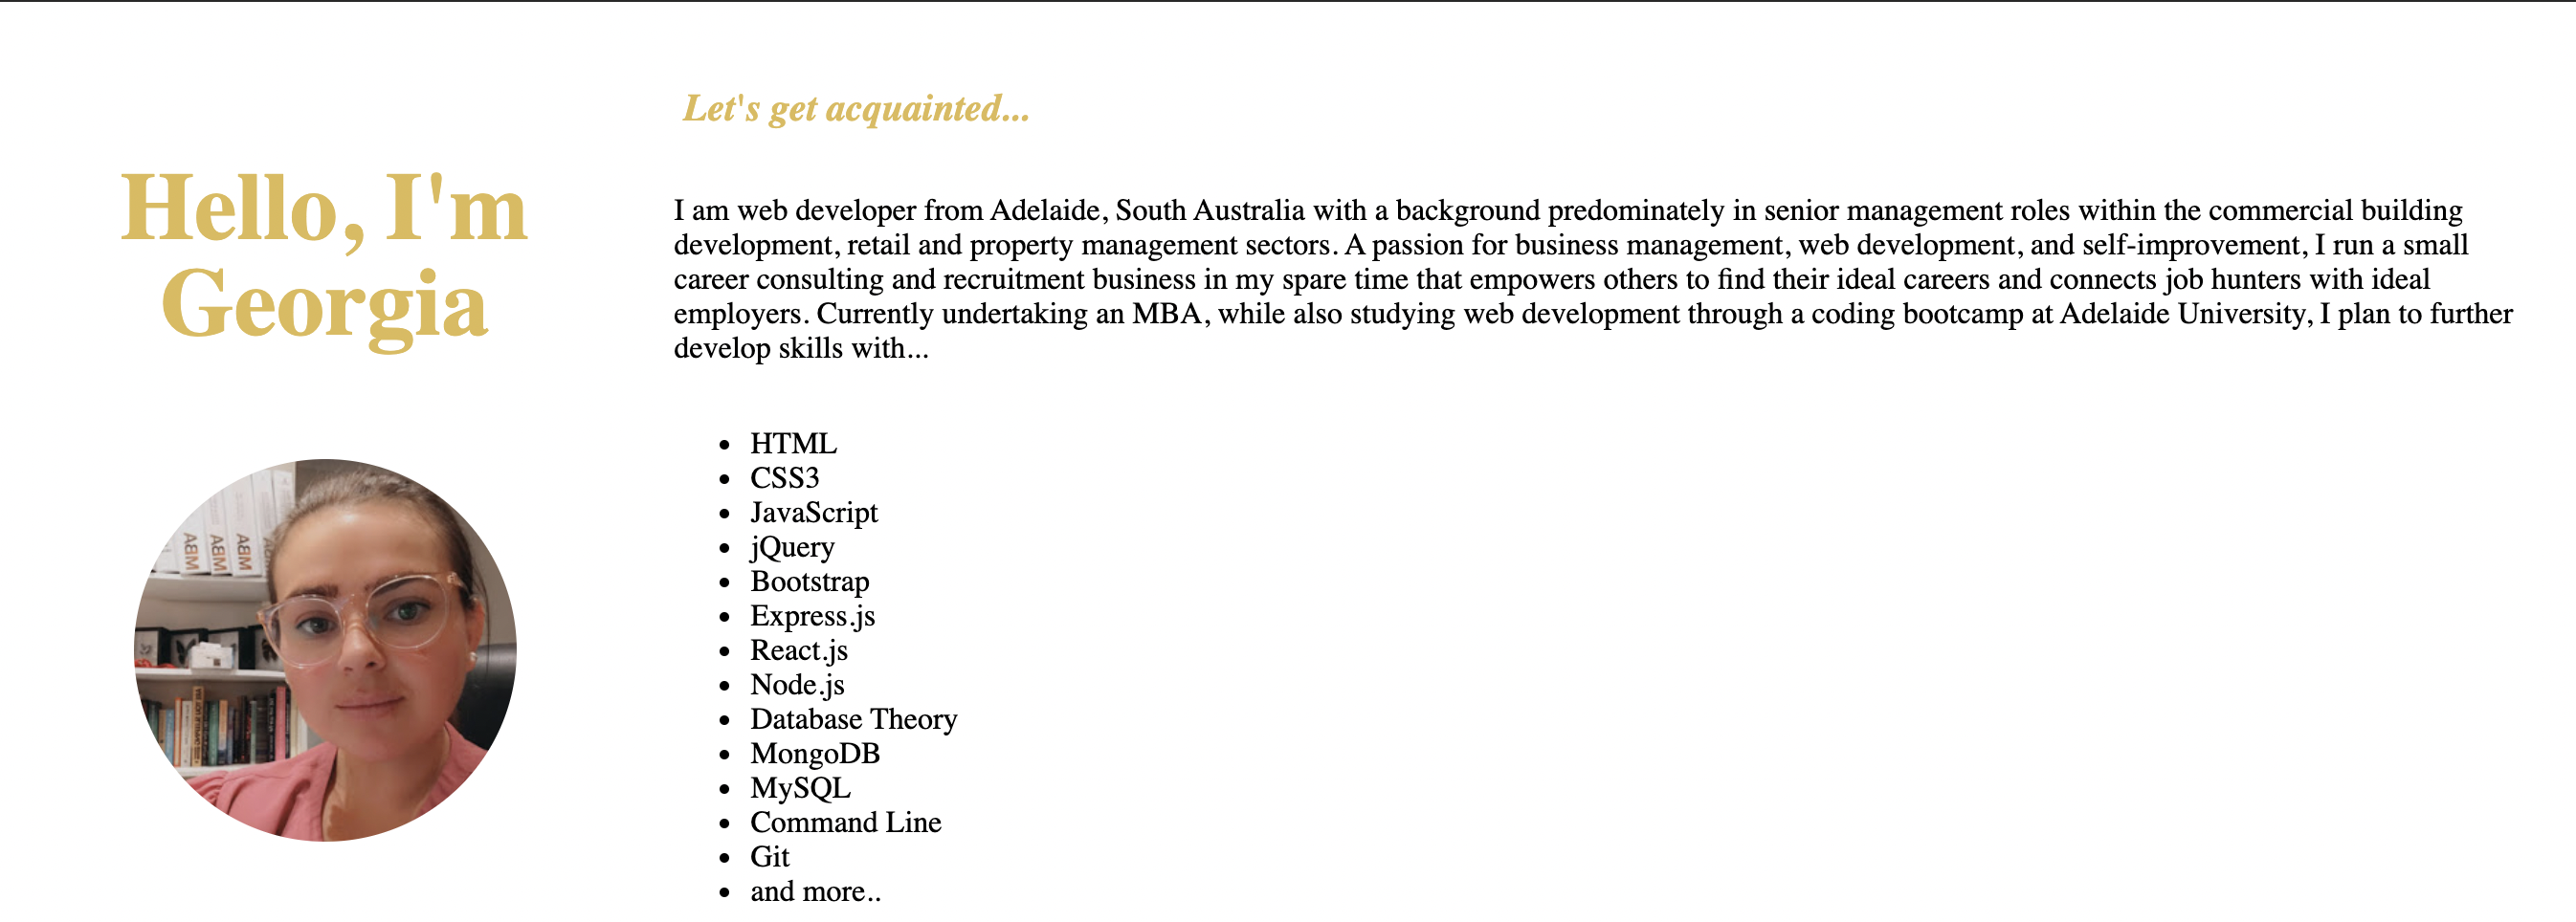 Let's get acquainted...
Hello, I'm
Georgia
I am web developer from Adelaide, South Australia with a background predominately in senior management roles within the commercial building
development, retail and property management sectors. A passion for business management, web development, and self-improvement, I run a small
career consulting and recruitment business in my spare time that empowers others to find their ideal careers and connects job hunters with ideal
employers. Currently undertaking an MBA, while also studying web development through a coding bootcamp at Adelaide University, I plan to further
develop skills with...
• HTML
• CSS3
• JavaScript
• jQuery
• Bootstrap
• Express.js
• React.js
• Node.js
• Database Theory
• MongoDB
• MySQL
• Command Line
• Git
• and more..
MBA
MBA
MBA